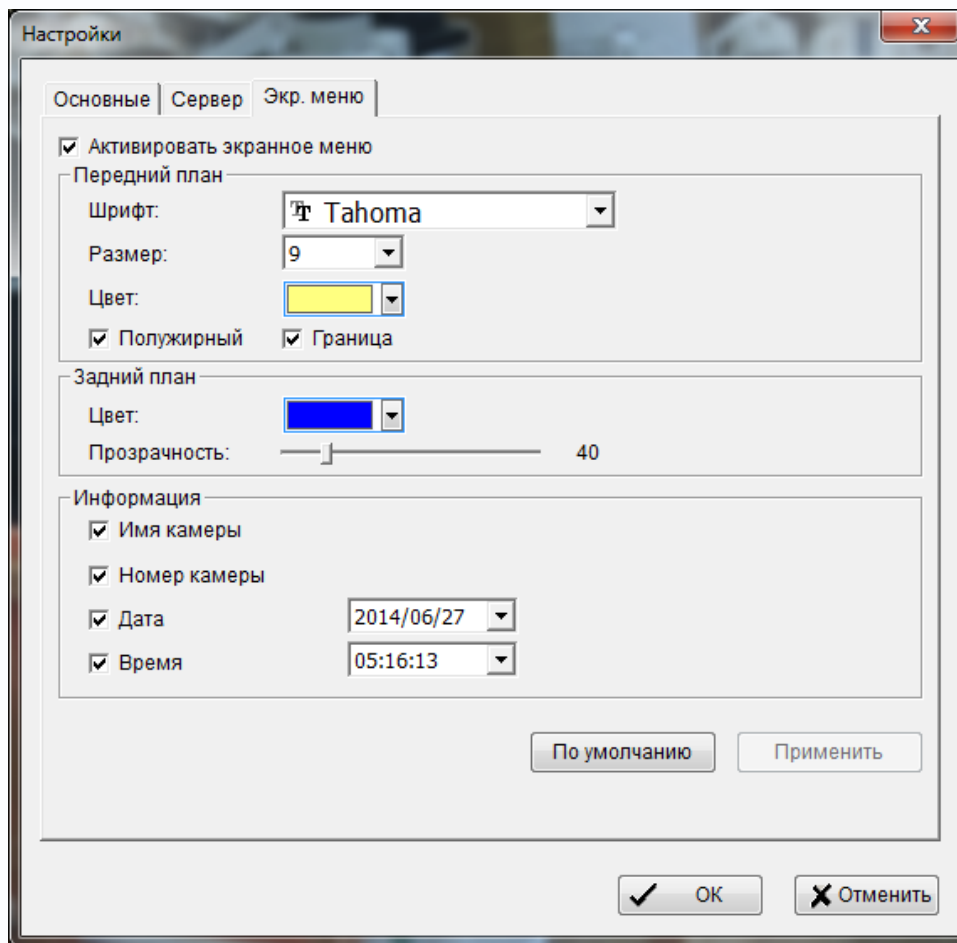 Настройки
Основные Сервер Экр. меню
Активировать экранное меню
Передний план
Шрифт: Tahoma
Размер: 9
Цвет:
Полужирный Граница
Задний план
Цвет:
Прозрачность: 40
Информация
Имя камеры
Номер камеры
Дата 2014/06/27
Время 05:16:13
По умолчанию Применить
ОК Отменить